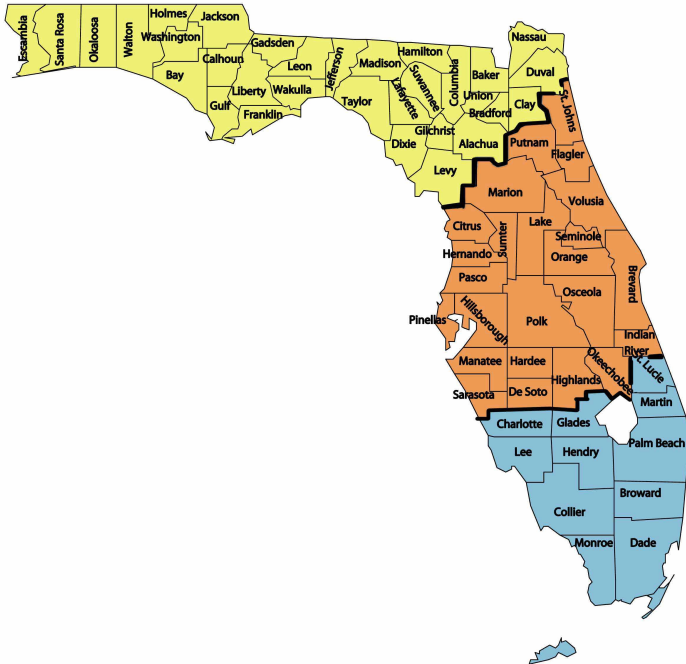 Escambia
Santa Rosa
Okaloosa
Walton
Holmes
Washington
Jackson
Bay
Calhoun
Gulf
Liberty
Gadsden
Leon
Wakulla
Franklin
Jefferson
Madison
Taylor
Hamilton
Suwannee
Lafayette
Dixie
Columbia
Gilchrist
Levy
Baker
Union
Bradford
Alachua
Nassau
Duval
Clay
St. Johns
Putnam
Flagler
Marion
Volusia
Citrus
Sumter
Lake
Seminole
Hernando
Orange
Pasco
Brevard
Osceola
Pinellas
Hillsborough
Polk
Indian
River
Manatee
Hardee
Okeechobee
St. Lucie
Highlands
Sarasota
De Soto
Martin
Charlotte
Glades
Palm Beach
Lee
Hendry
Broward
Collier
Monroe
Dade